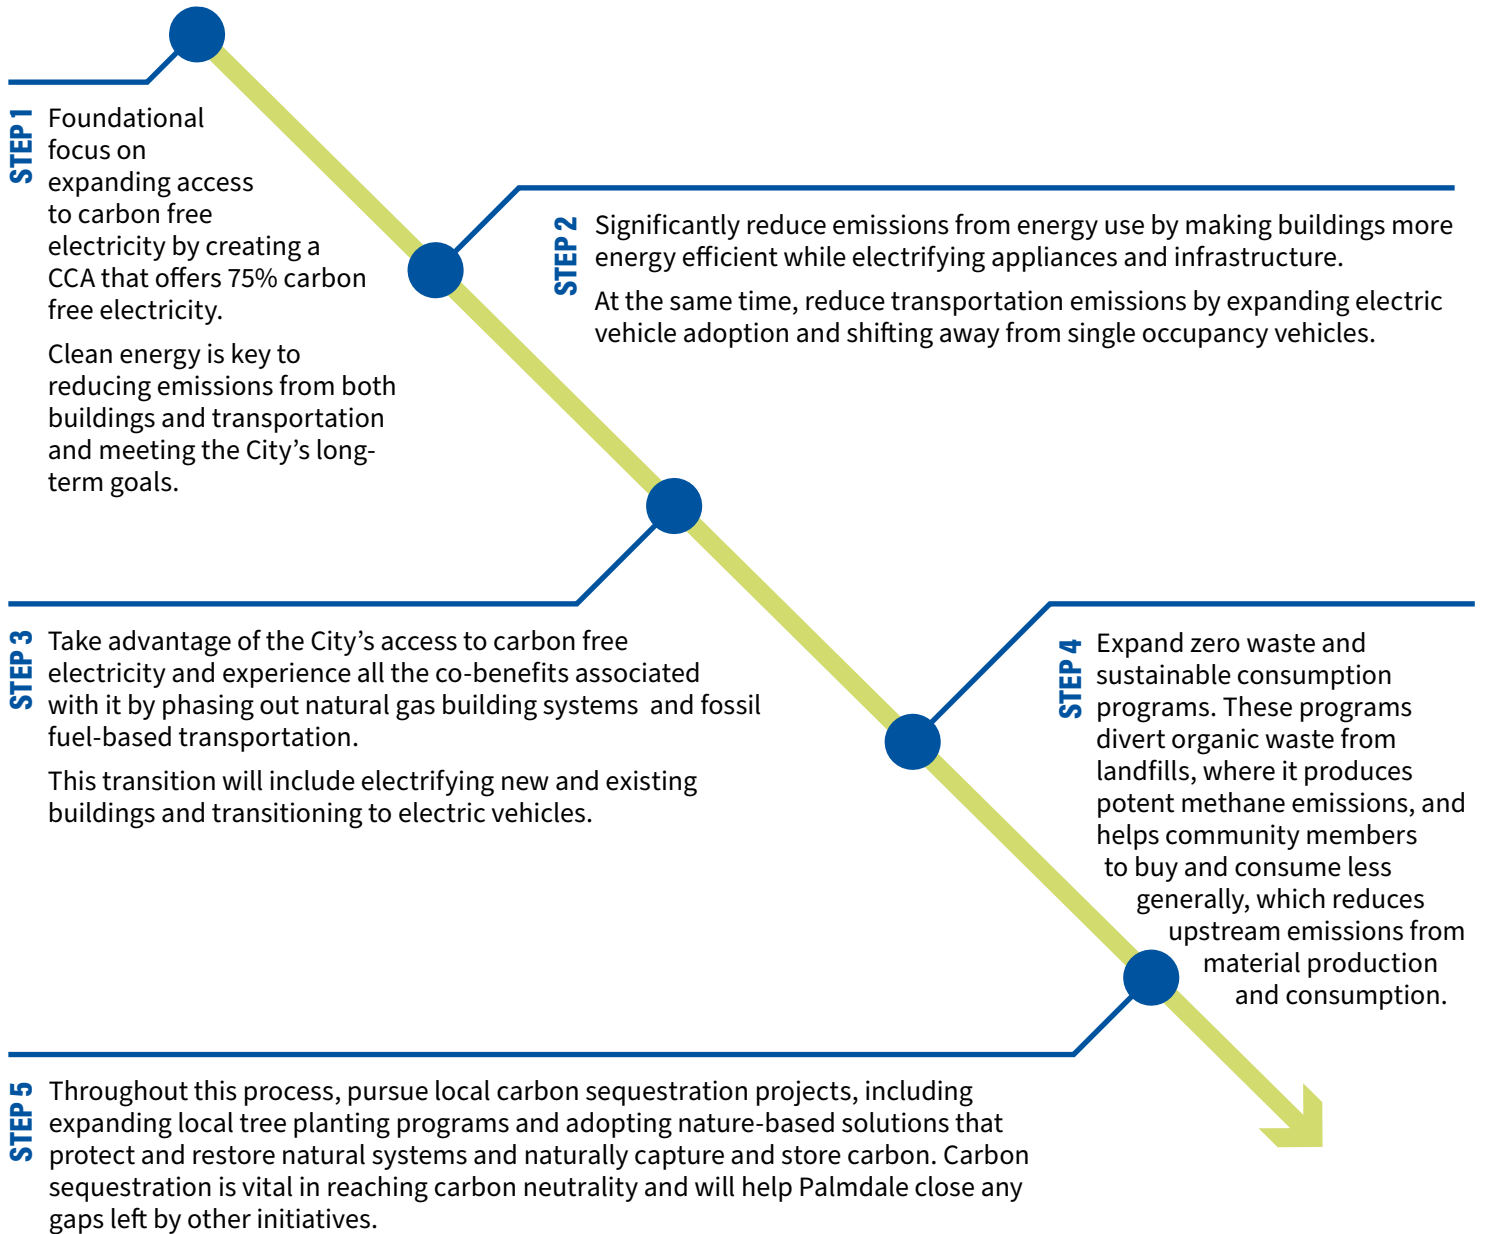 STEP 1
Foundational
focus on
expanding access
to carbon free
electricity by creating a
CCA that offers 75% carbon
free electricity.
Clean energy is key to
reducing emissions from both
buildings and transportation
and meeting the City’s long-
term goals.
STEP 2
Significantly reduce emissions from energy use by making buildings more
energy efficient while electrifying appliances and infrastructure.
At the same time, reduce transportation emissions by expanding electric
vehicle adoption and shifting away from single occupancy vehicles.
STEP 3
Take advantage of the City’s access to carbon free
electricity and experience all the co-benefits associated
with it by phasing out natural gas building systems  and fossil
fuel-based transportation.
This transition will include electrifying new and existing
buildings and transitioning to electric vehicles.
STEP 4
Expand zero waste and
sustainable consumption
programs. These programs
divert organic waste from
landfills, where it produces
potent methane emissions, and
helps community members
to buy and consume less
generally, which reduces
upstream emissions from
material production
and consumption.
STEP 5
Throughout this process, pursue local carbon sequestration projects, including
expanding local tree planting programs and adopting nature-based solutions that
protect and restore natural systems and naturally capture and store carbon. Carbon
sequestration is vital in reaching carbon neutrality and will help Palmdale close any
gaps left by other initiatives.